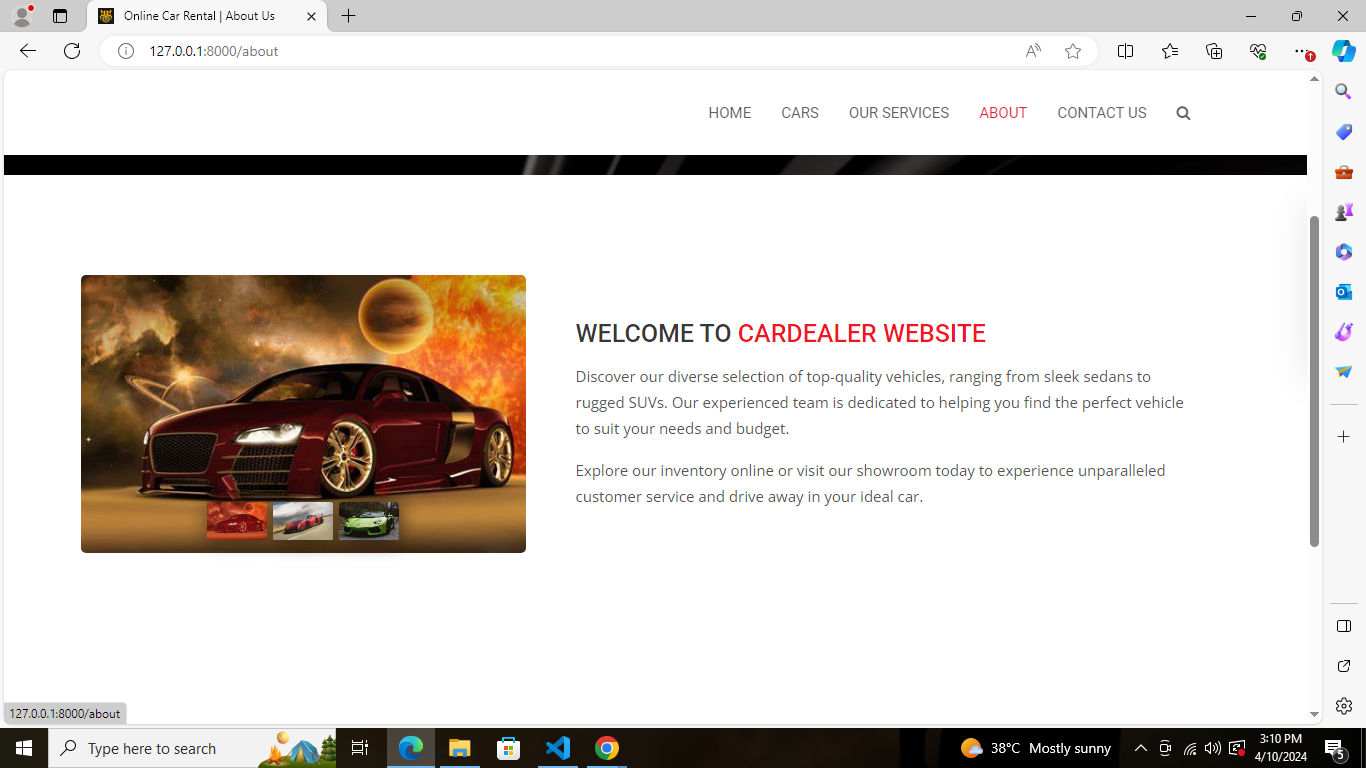 Online Car Rental | About Us
127.0.0.1:8000/about
HOME CARS OUR SERVICES ABOUT CONTACT US
WELCOME TO CARDEALER WEBSITE
Discover our diverse selection of top-quality vehicles, ranging from sleek sedans to
rugged SUVs. Our experienced team is dedicated to helping you find the perfect vehicle
to suit your needs and budget.
Explore our inventory online or visit our showroom today to experience unparalleled
customer service and drive away in your ideal car.
127.0.0.1:8000/about
Type here to search
38°C Mostly sunny
3:10 PM
4/10/2024
5